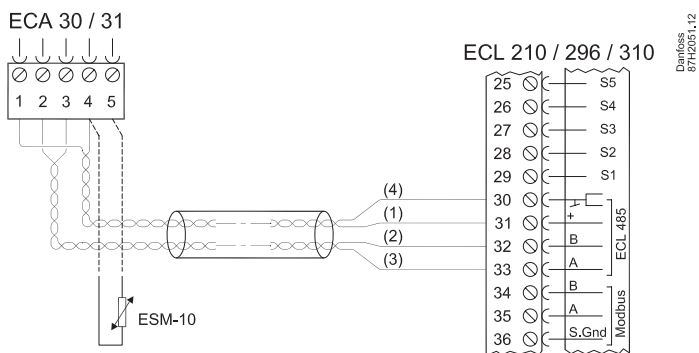 ECA 30 / 31
1 2 3 4 5
ESM-10
(4)
(1)
(2)
(3)
ECL 210 / 296 / 310
25 S5
26 S4
27 S3
28 S2
29 S1
30
31 +
32 B
33 A
ECL 485
34 B
35 A
36 S.Gnd
Modbus
Danfoss
87H2051.12